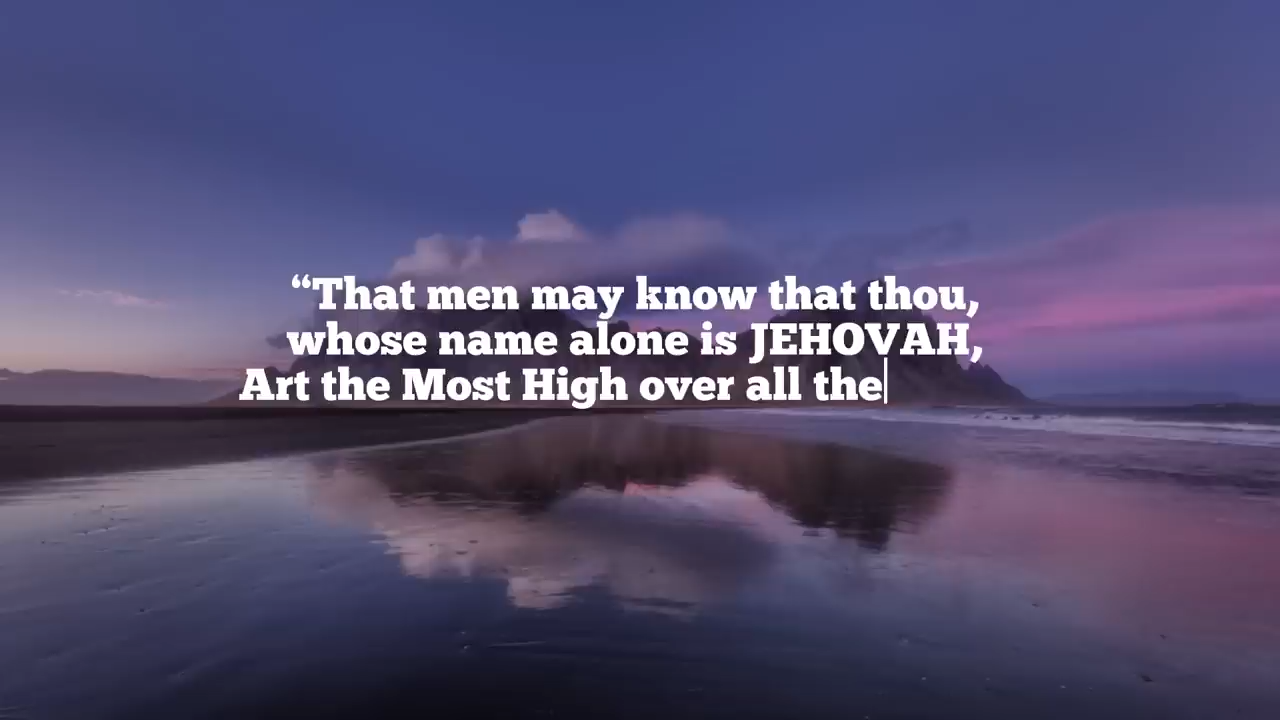 “That men may know that thou,
whose name alone is JEHOVAH,
Art the Most High over all the